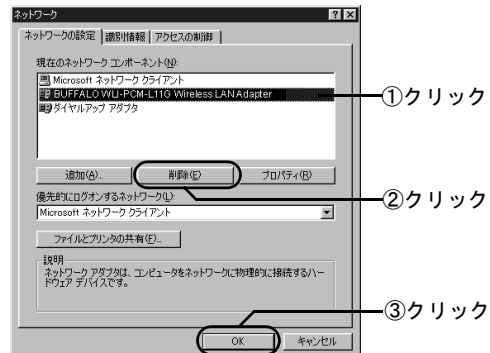 ネットワーク
ネットワークの設定 識別情報 アクセスの制御
現在のネットワーク コンポーネント(N):
Microsoft ネットワーク クライアント
BUFFALO WLI-PCM-L11G Wireless LAN Adapter
ダイヤルアップ アダプタ
①クリック
追加(A)... 削除(E) プロパティ(R)
優先的にログオンするネットワーク(L):
②クリック
Microsoft ネットワーク クライアント
ファイルとプリンタの共有(F)...
説明
ネットワーク アダプタは、コンピュータをネットワークに物理的に接続するハー
ドウェア デバイスです。
③クリック
OK キャンセル